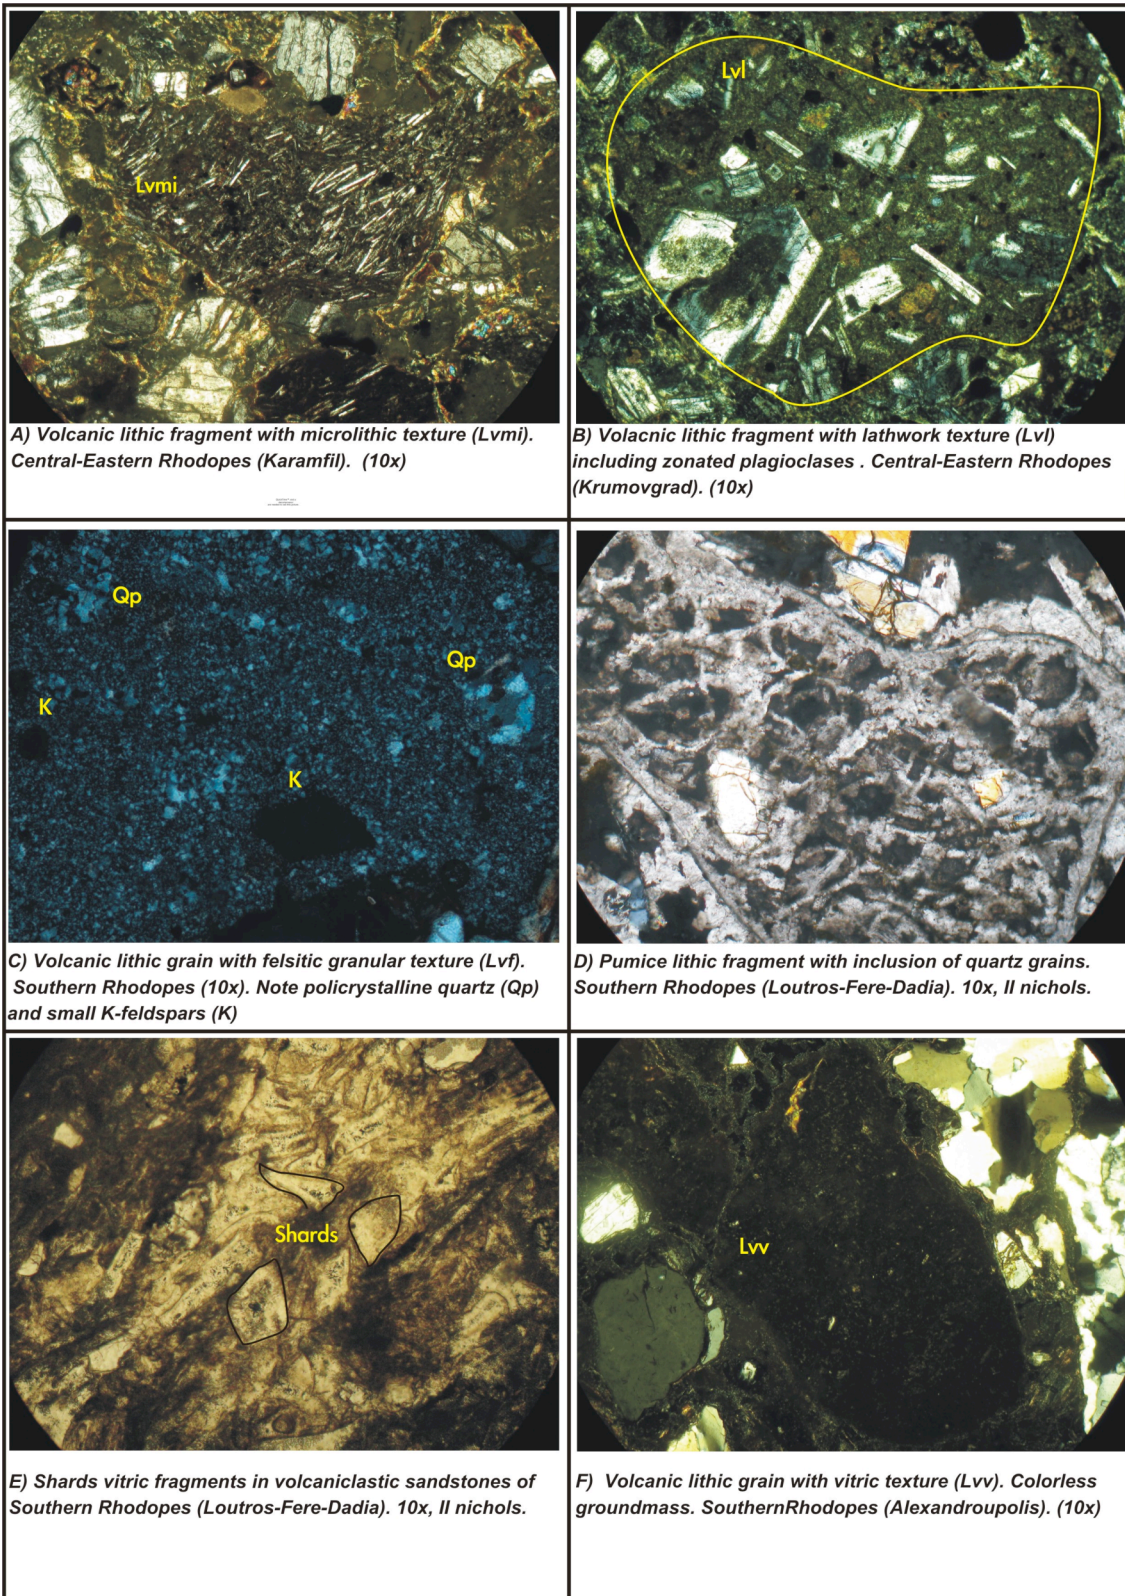 Lvmi
Lvl
A) Volcanic lithic fragment with microlithic texture (Lvmi).
Central-Eastern Rhodopes (Karamfil). (10x)
B) Volacnic lithic fragment with lathwork texture (Lvl)
including zonated plagioclases . Central-Eastern Rhodopes
(Krumovgrad). (10x)
Qp
Qp
K
K
C) Volcanic lithic grain with felsitic granular texture (Lvf).
Southern Rhodopes (10x). Note policrystalline quartz (Qp)
and small K-feldspars (K)
D) Pumice lithic fragment with inclusion of quartz grains.
Southern Rhodopes (Loutros-Fere-Dadia). 10x, II nichols.
Shards
Lvv
E) Shards vitric fragments in volcaniclastic sandstones of
Southern Rhodopes (Loutros-Fere-Dadia). 10x, II nichols.
F) Volcanic lithic grain with vitric texture (Lvv). Colorless
groundmass. SouthernRhodopes (Alexandroupolis). (10x)